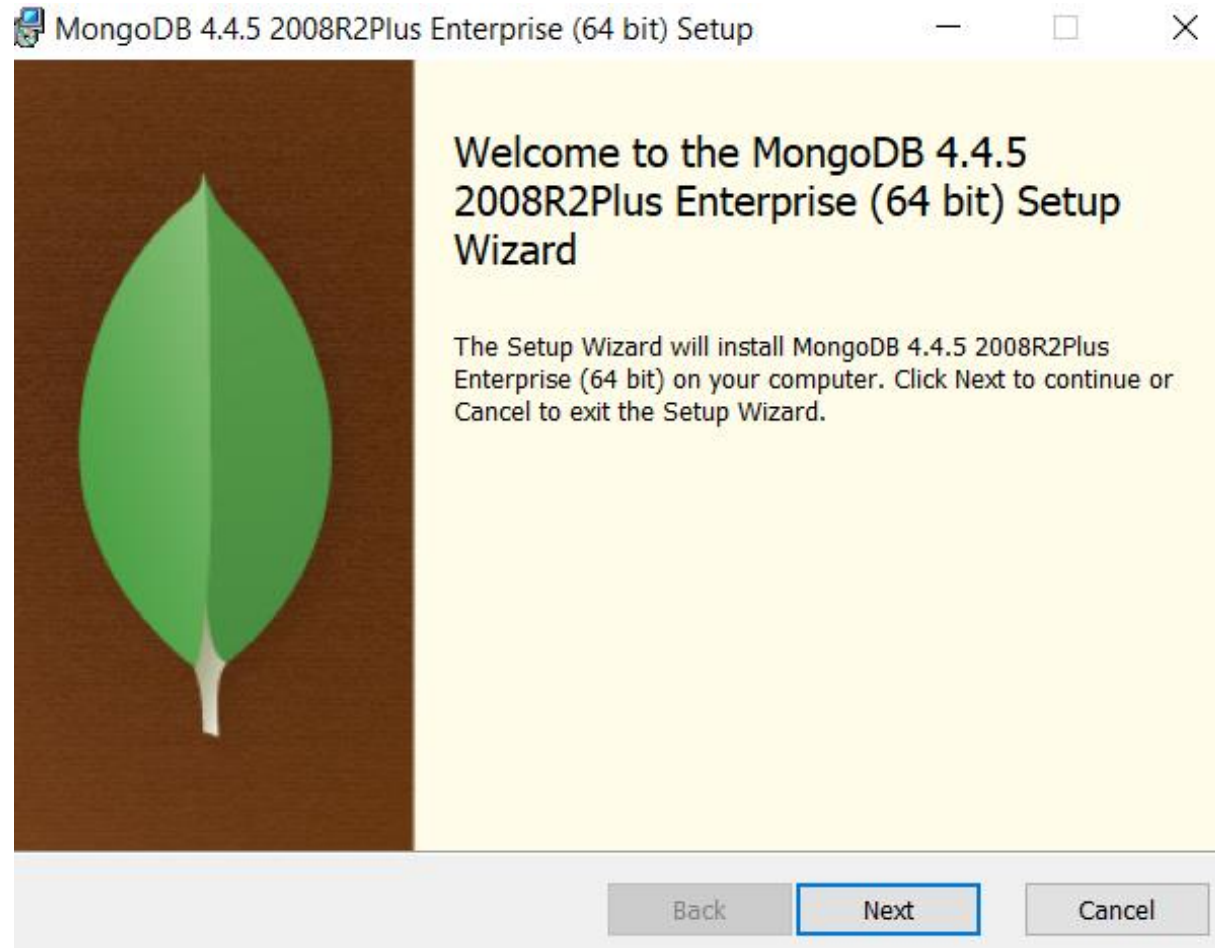 MongoDB 4.4.5 2008R2Plus Enterprise (64 bit) Setup
Welcome to the MongoDB 4.4.5
2008R2Plus Enterprise (64 bit) Setup
Wizard
The Setup Wizard will install MongoDB 4.4.5 2008R2Plus
Enterprise (64 bit) on your computer. Click Next to continue or
Cancel to exit the Setup Wizard.
Back Next Cancel